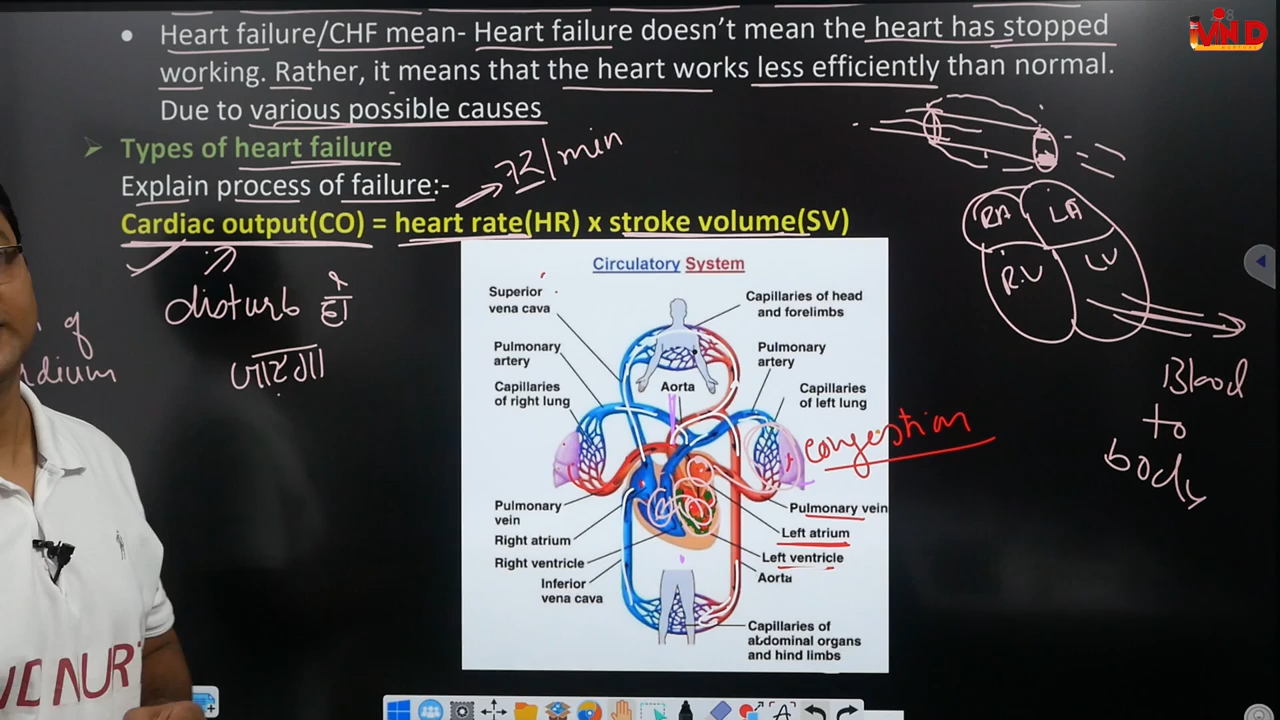 • Heart failure/CHF mean- Heart failure doesn’t mean the heart has stopped
working. Rather, it means that the heart works less efficiently than normal.
Due to various possible causes
➢ Types of heart failure
Explain process of failure:-
72/min
Cardiac output(CO) = heart rate(HR) x stroke volume(SV)
disturb हो
जाएगा
of
dium
RA
LA
R.V
LV
Blood
to
body
Circulatory System
Superior
vena cava
Capillaries of head
and forelimbs
Pulmonary
artery
Pulmonary
artery
Aorta
Capillaries
of right lung
Capillaries
of left lung
congestion
Pulmonary
vein
Pulmonary vein
Right atrium
Left atrium
Right ventricle
Left ventricle
Inferior
vena cava
Aorta
Capillaries of
abdominal organs
and hind limbs